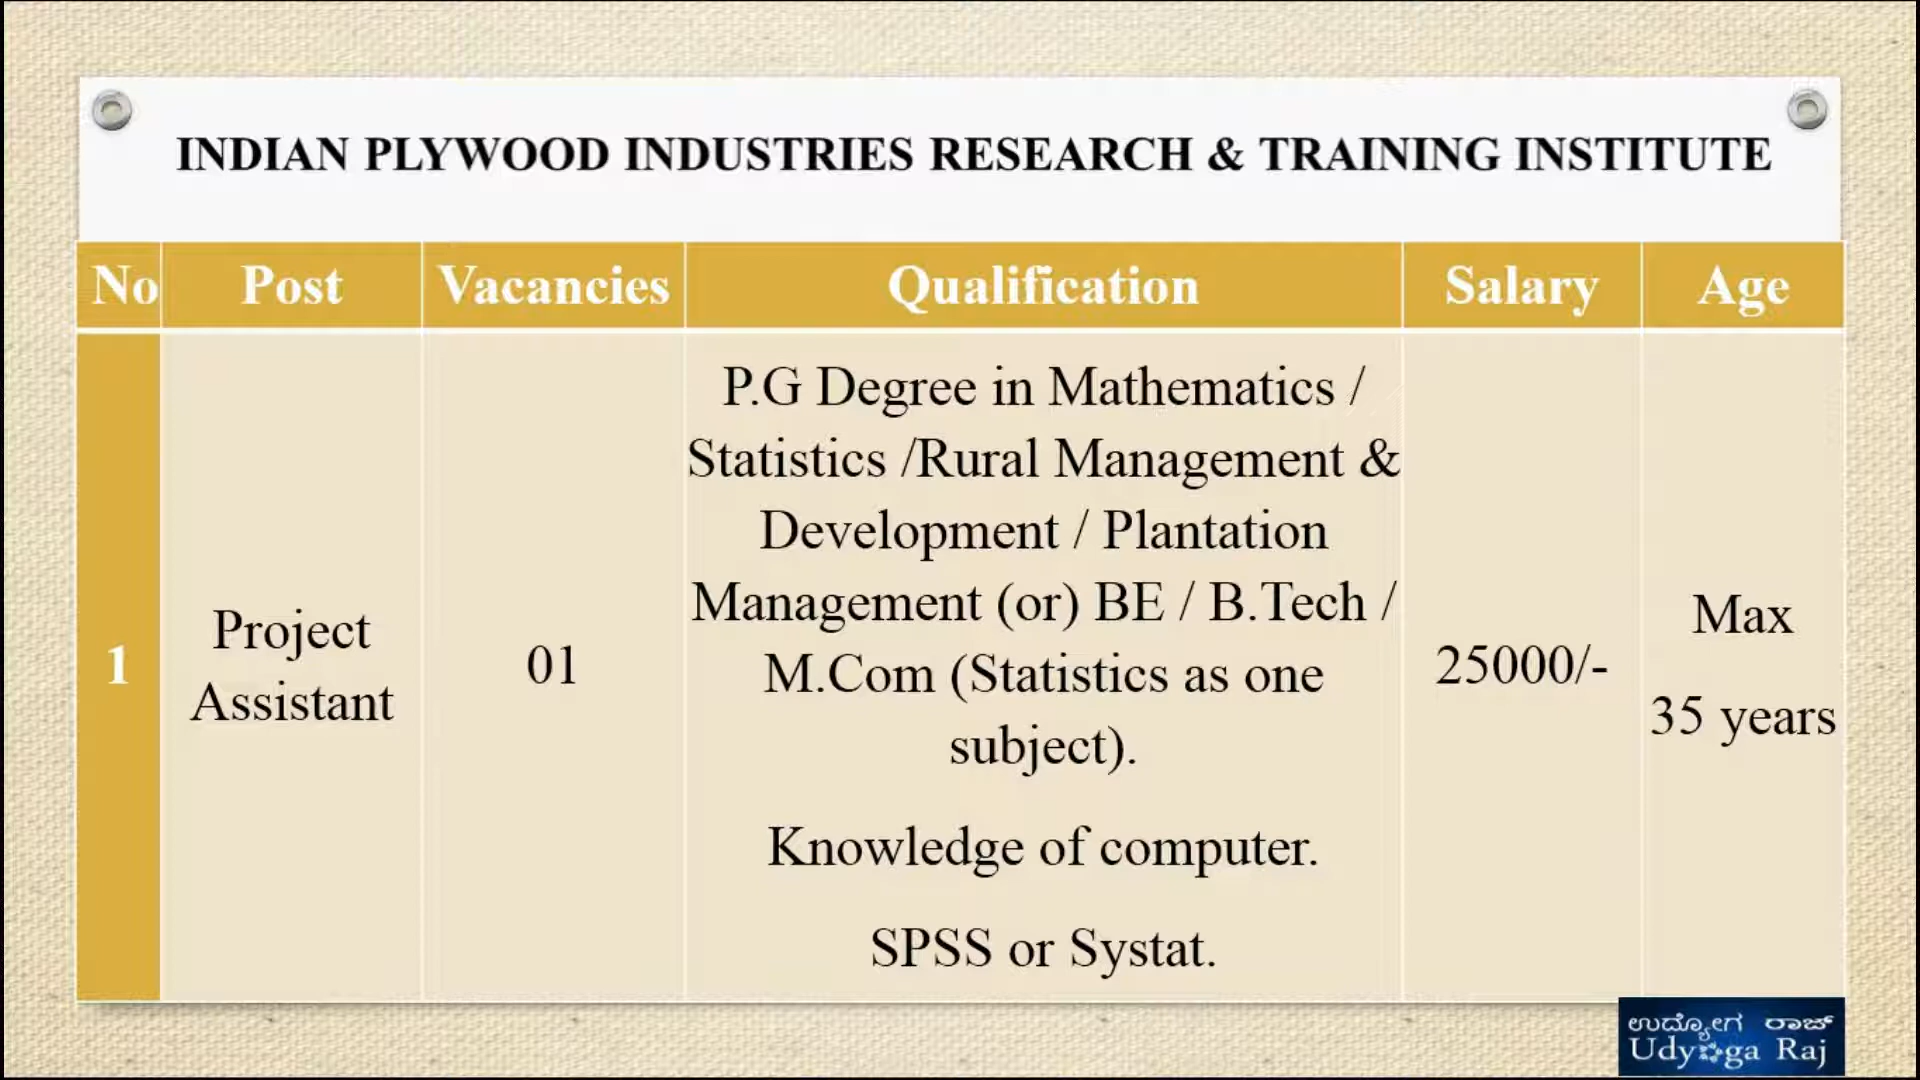 INDIAN PLYWOOD INDUSTRIES RESEARCH & TRAINING INSTITUTE
No Post Vacancies Qualification Salary Age
1
Project
Assistant
01
P.G Degree in Mathematics /
Statistics /Rural Management &
Development / Plantation
Management (or) BE / B.Tech /
M.Com (Statistics as one
subject).
Knowledge of computer.
SPSS or Systat.
25000/-
Max
35 years
ಉದ್ಯೋಗ ರಾಜ್
Udyoga Raj